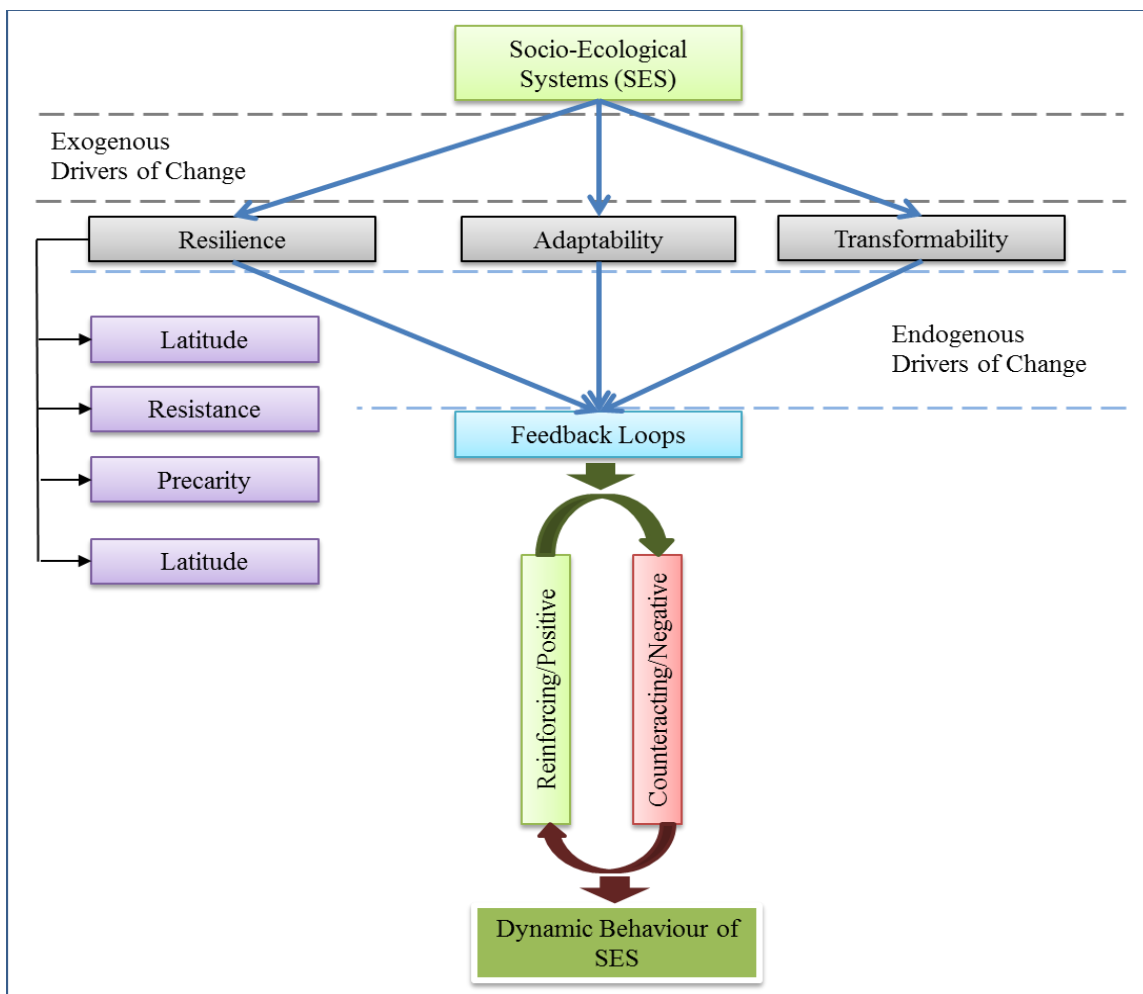 Socio-Ecological
Systems (SES)
Exogenous
Drivers of Change
Resilience
Adaptability
Transformability
Latitude
Resistance
Precarity
Latitude
Endogenous
Drivers of Change
Feedback Loops
Reinforcing/Positive
Counteracting/Negative
Dynamic Behaviour of
SES